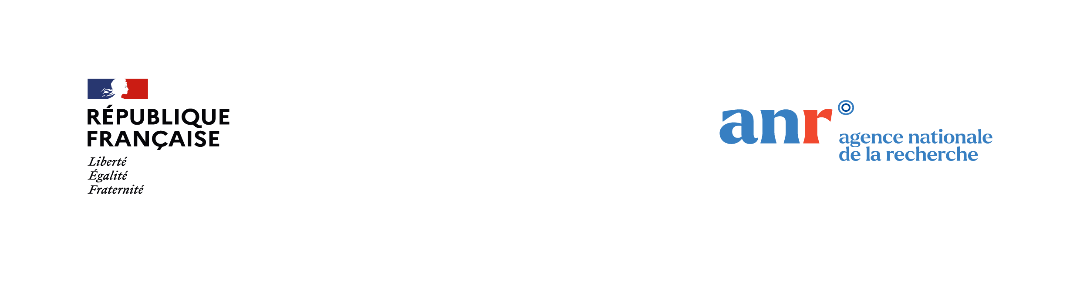 RÉPUBLIQUE
FRANÇAISE
Liberté
Égalité
Fraternité
anr
agence nationale
de la recherche